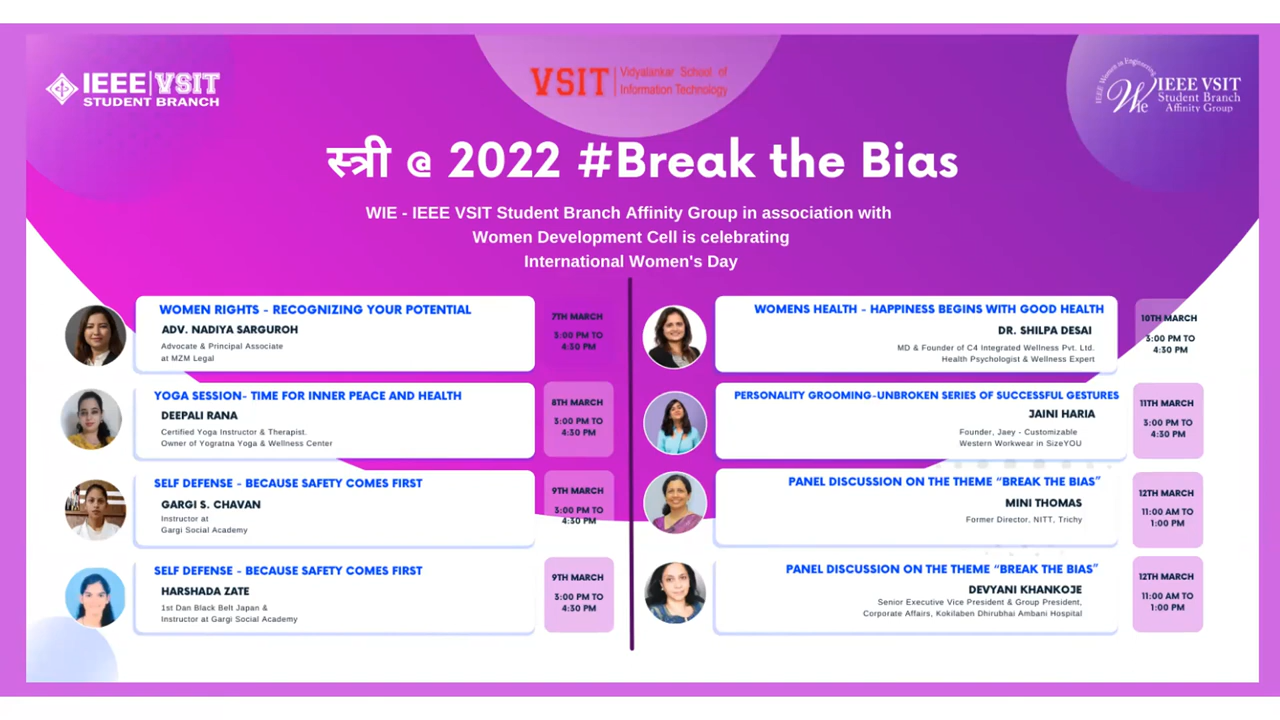 IEEE|VSIT
STUDENT BRANCH
VSIT
Vidyalankar School of
Information Technology
IEEE Women in Engineering
Wie
IEEE VSIT
Student Branch
Affinity Group
स्त्री @ 2022 #Break the Bias
WIE - IEEE VSIT Student Branch Affinity Group in association with
Women Development Cell is celebrating
International Women's Day
WOMEN RIGHTS - RECOGNIZING YOUR POTENTIAL
ADV. NADIYA SARGUROH
Advocate & Principal Associate
at MZM Legal
7TH MARCH
3:00 PM TO
4:30 PM
YOGA SESSION- TIME FOR INNER PEACE AND HEALTH
DEEPALI RANA
Certified Yoga Instructor & Therapist.
Owner of Yogratna Yoga & Wellness Center
8TH MARCH
3:00 PM TO
4:30 PM
SELF DEFENSE - BECAUSE SAFETY COMES FIRST
GARGI S. CHAVAN
Instructor at
Gargi Social Academy
9TH MARCH
3:00 PM TO
4:30 PM
SELF DEFENSE - BECAUSE SAFETY COMES FIRST
HARSHADA ZATE
1st Dan Black Belt Japan &
Instructor at Gargi Social Academy
9TH MARCH
3:00 PM TO
4:30 PM
WOMENS HEALTH - HAPPINESS BEGINS WITH GOOD HEALTH
DR. SHILPA DESAI
MD & Founder of C4 Integrated Wellness Pvt. Ltd.
Health Psychologist & Wellness Expert
10TH MARCH
3:00 PM TO
4:30 PM
PERSONALITY GROOMING-UNBROKEN SERIES OF SUCCESSFUL GESTURES
JAINI HARIA
Founder, Jaey - Customizable
Western Workwear in SizeYOU
11TH MARCH
3:00 PM TO
4:30 PM
PANEL DISCUSSION ON THE THEME “BREAK THE BIAS”
MINI THOMAS
Former Director, NITT, Trichy
12TH MARCH
11:00 AM TO
1:00 PM
PANEL DISCUSSION ON THE THEME “BREAK THE BIAS”
DEVYANI KHANKOJE
Senior Executive Vice President & Group President,
Corporate Affairs, Kokilaben Dhirubhai Ambani Hospital
12TH MARCH
11:00 AM TO
1:00 PM